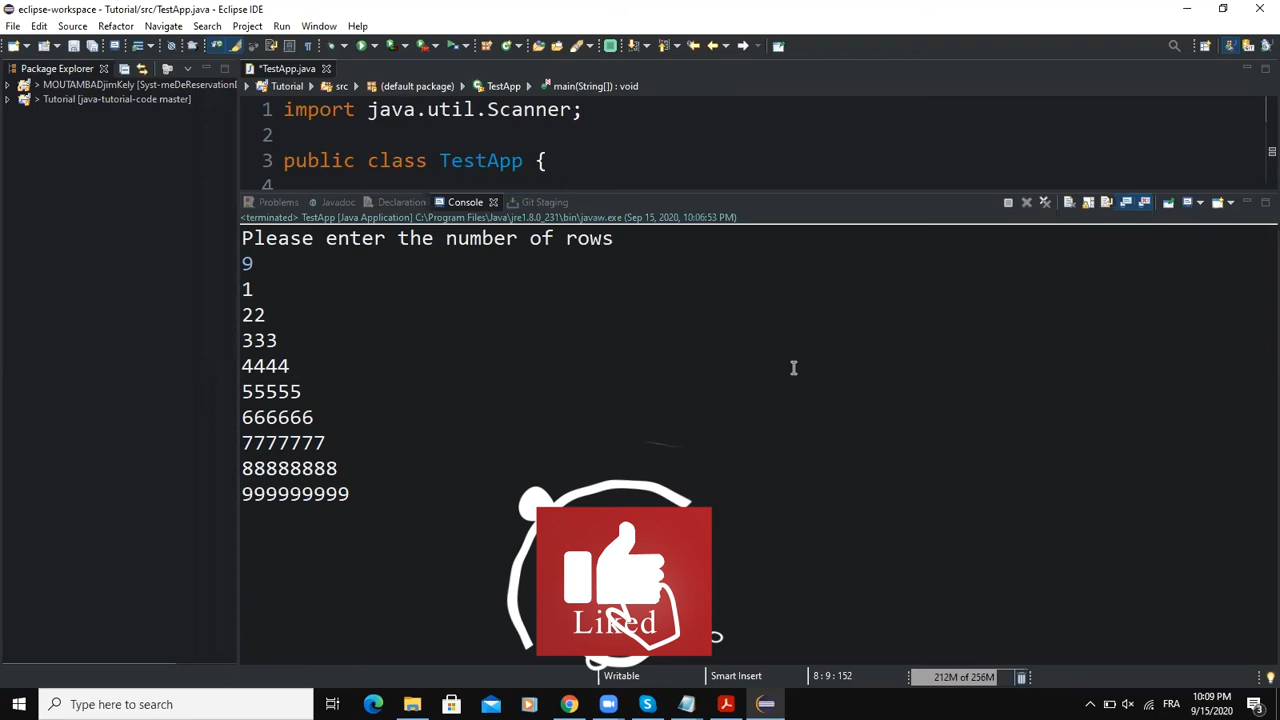 eclipse-workspace - Tutorial/src/TestApp.java - Eclipse IDE
File Edit Source Refactor Navigate Search Project Run Window Help
Package Explorer
*TestApp.java
MOUTAMBADjimKely [Syst-meDeReservationD
Tutorial [java-tutorial-code master]
Tutorial src (default package) TestApp main(String[]) : void
1 import java.util.Scanner;
2
3 public class TestApp {
4
Problems Javadoc Declaration Console Git Staging
<terminated> TestApp [Java Application] C:\Program Files\Java\jre1.8.0_231\bin\javaw.exe (Sep 15, 2020, 10:06:53 PM)
Please enter the number of rows
9
1
22
333
4444
55555
666666
7777777
88888888
999999999
Liked
Writable Smart Insert 8 : 9 : 152 212M of 256M
Type here to search
FRA
10:09 PM
9/15/2020
3